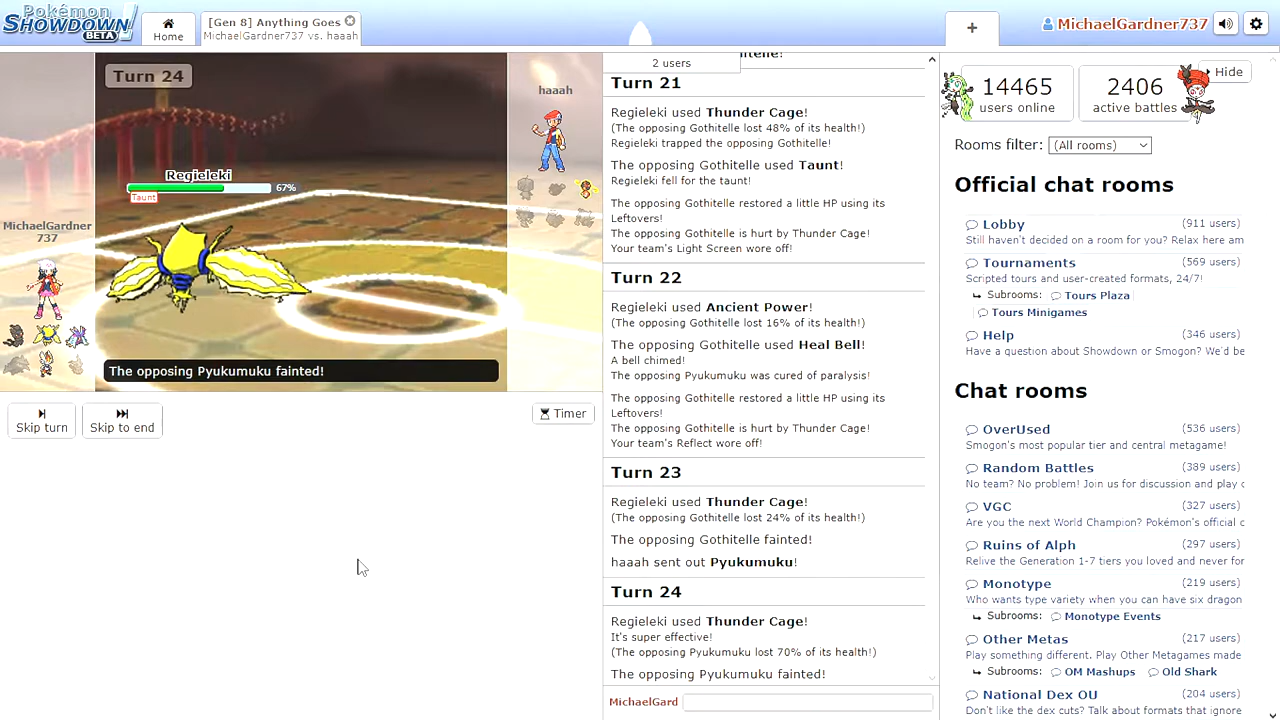 Pokémon
SHOWDOWN
BETA
Home
[Gen 8] Anything Goes
MichaelGardner737 vs. haaah
+
MichaelGardner737
Turn 24
MichaelGardner
737
Regieleki
67%
Taunt
The opposing Pyukumuku fainted!
haaah
Skip turn
Skip to end
Timer
2 users
Turn 21
Regieleki used Thunder Cage!
(The opposing Gothitelle lost 48% of its health!)
Regieleki trapped the opposing Gothitelle!
The opposing Gothitelle used Taunt!
Regieleki fell for the taunt!
The opposing Gothitelle restored a little HP using its
Leftovers!
The opposing Gothitelle is hurt by Thunder Cage!
Your team's Light Screen wore off!
Turn 22
Regieleki used Ancient Power!
(The opposing Gothitelle lost 16% of its health!)
The opposing Gothitelle used Heal Bell!
A bell chimed!
The opposing Pyukumuku was cured of paralysis!
The opposing Gothitelle restored a little HP using its
Leftovers!
The opposing Gothitelle is hurt by Thunder Cage!
Your team's Reflect wore off!
Turn 23
Regieleki used Thunder Cage!
(The opposing Gothitelle lost 24% of its health!)
The opposing Gothitelle fainted!
haaah sent out Pyukumuku!
Turn 24
Regieleki used Thunder Cage!
It's super effective!
(The opposing Pyukumuku lost 70% of its health!)
The opposing Pyukumuku fainted!
MichaelGard
14465
users online
2406
active battles
Hide
Rooms filter: (All rooms)
Official chat rooms
Lobby (911 users)
Still haven't decided on a room for you? Relax here am
Tournaments (569 users)
Scripted tours and user-created formats, 24/7!
Subrooms: Tours Plaza
Tours Minigames
Help (346 users)
Have a question about Showdown or Smogon? We'd be
Chat rooms
OverUsed (536 users)
Smogon's most popular tier and central metagame!
Random Battles (389 users)
No team? No problem! Join us for discussion and play c
VGC (327 users)
Are you the next World Champion? Pokémon's official c
Ruins of Alph (297 users)
Relive the Generation 1-7 tiers you loved and never for
Monotype (219 users)
Who wants type variety when you can have six dragon
Subrooms: Monotype Events
Other Metas (217 users)
Play something different. Play Other Metagames made
Subrooms: OM Mashups Old Shark
National Dex OU (204 users)
Don't like the dex cuts? Talk about formats that ignore